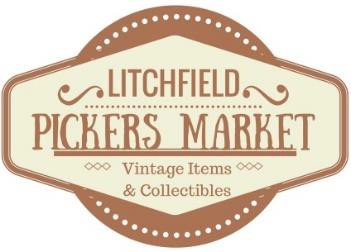 LITCHFIELD
PICKERS MARKET
Vintage Items
& Collectibles